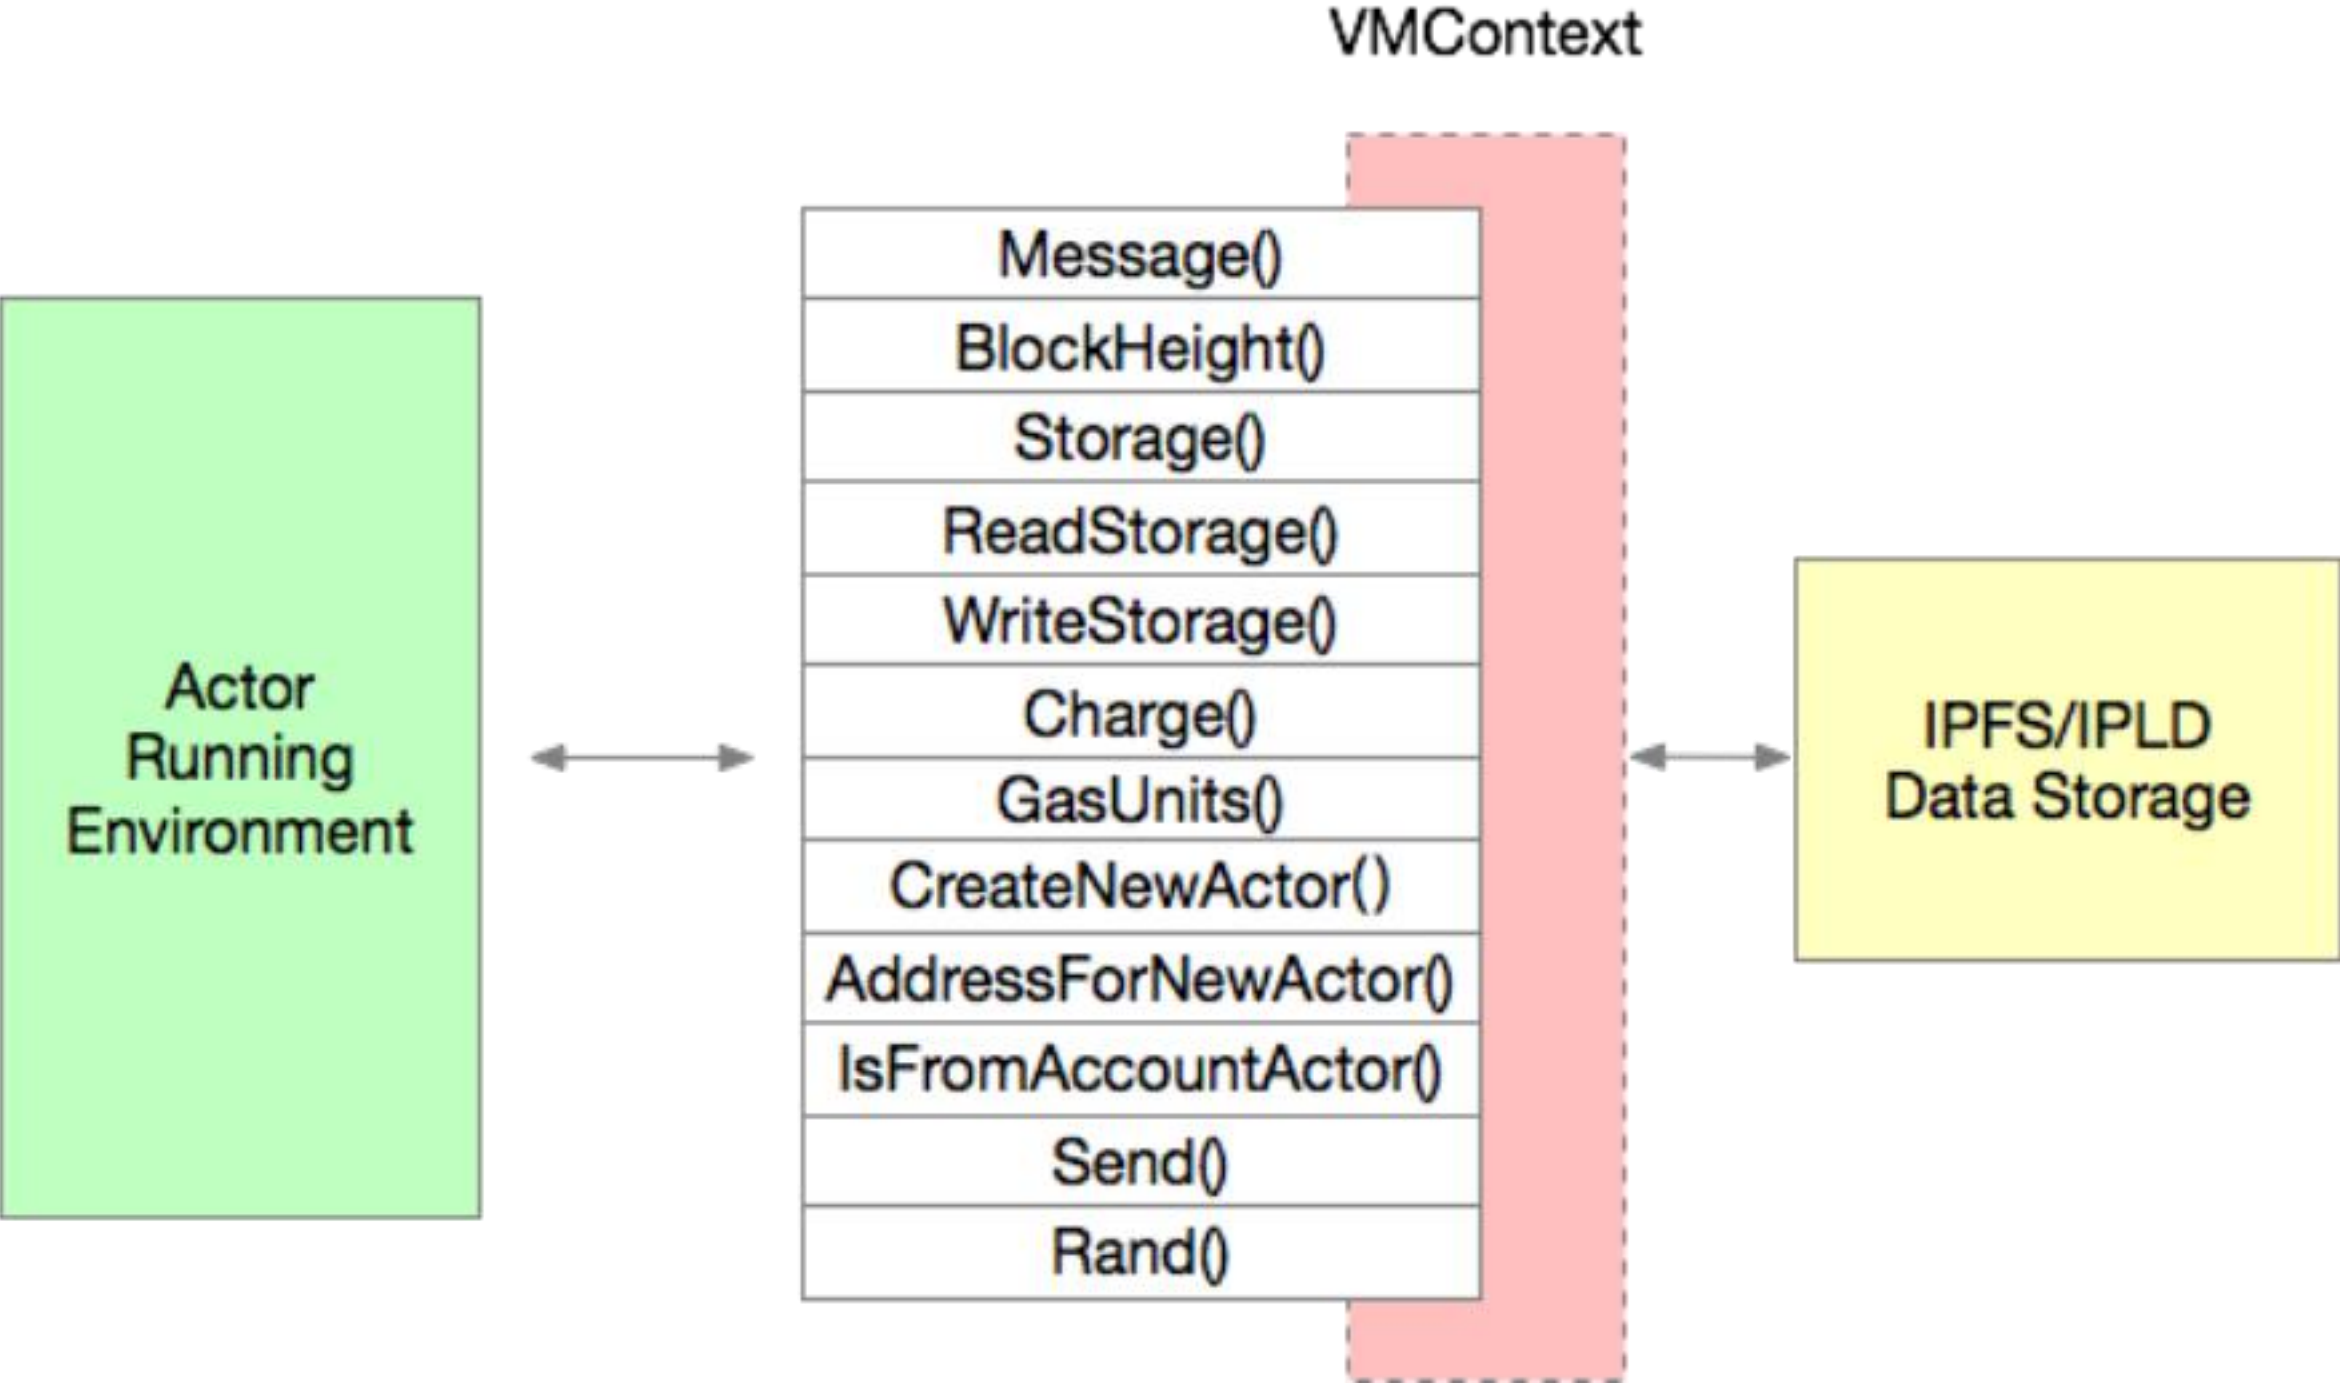 VMContext
Message()
BlockHeight()
Storage()
ReadStorage()
WriteStorage()
Charge()
GasUnits()
CreateNewActor()
AddressForNewActor()
IsFromAccountActor()
Send()
Rand()
Actor
Running
Environment
IPFS/IPLD
Data Storage